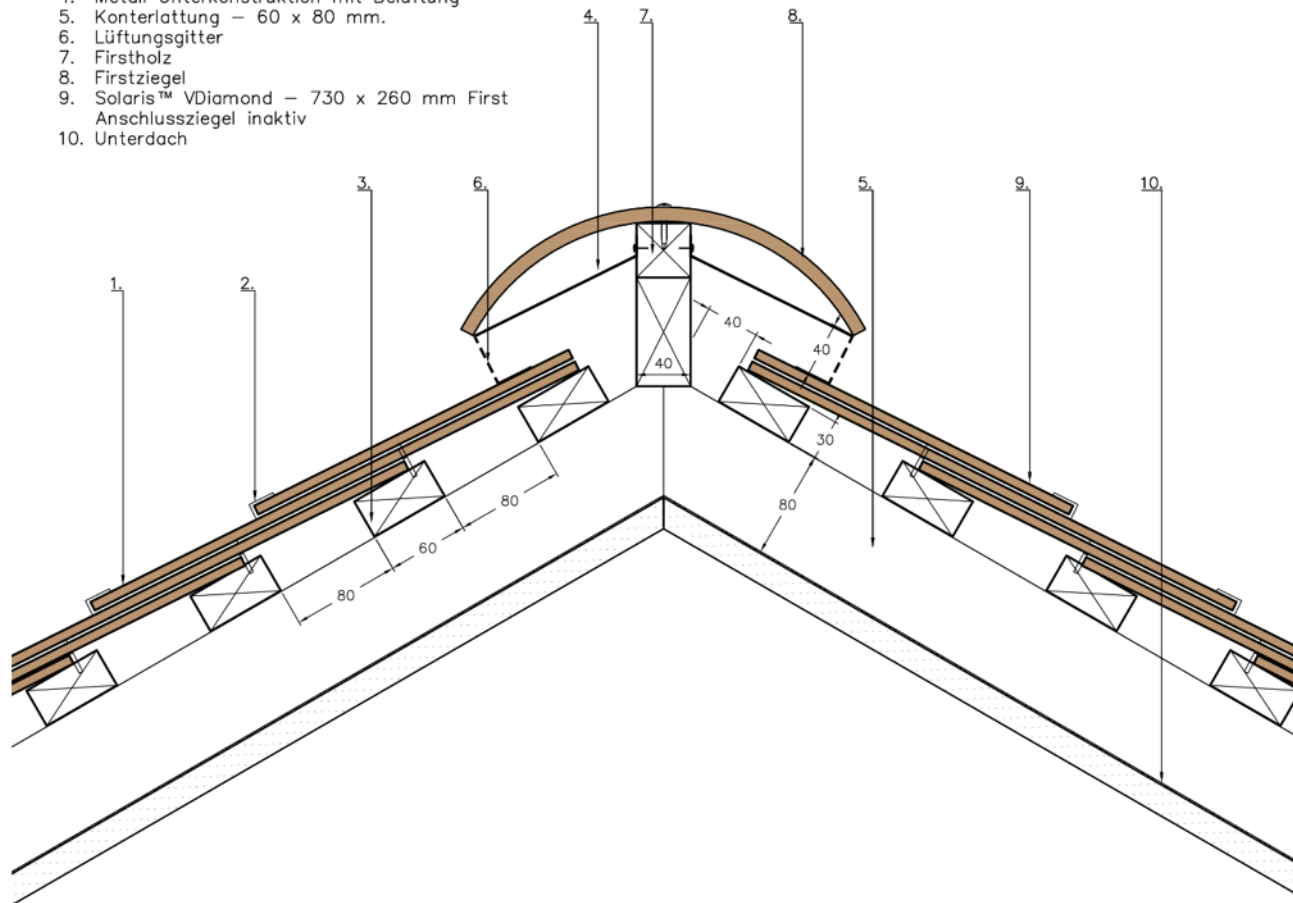 4. Metall Unterkonstruktion mit Belüftung
5. Konterlattung – 60 x 80 mm.
6. Lüftungsgitter
7. Firstholz
8. Firstziegel
9. Solaris™ VDiamond – 730 x 260 mm First
Anschlussziegel inaktiv
10. Unterdach
4. 7. 8.
3. 6. 5. 9. 10.
1. 2.
40
40
40
30
80
80
60
80